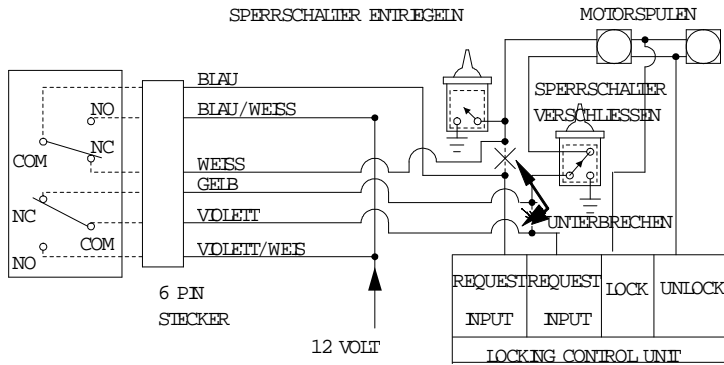 SPERRSCHALTER ENTRIEGELN
MOTORSPULEN
BLAU
SPERRSCHALTER
VERSCHLIESSEN
NO
BLAU/WEISS
NC
COM
WEISS
GELB
NC
VIOLETT
COM
UNTERBRECHEN
NO
VIOLETT/WEIS
6 PIN
STECKER
12 VOLT
REQUEST
INPUT
REQUEST
INPUT
LOCK
UNLOCK
LOCKING CONTROL UNIT